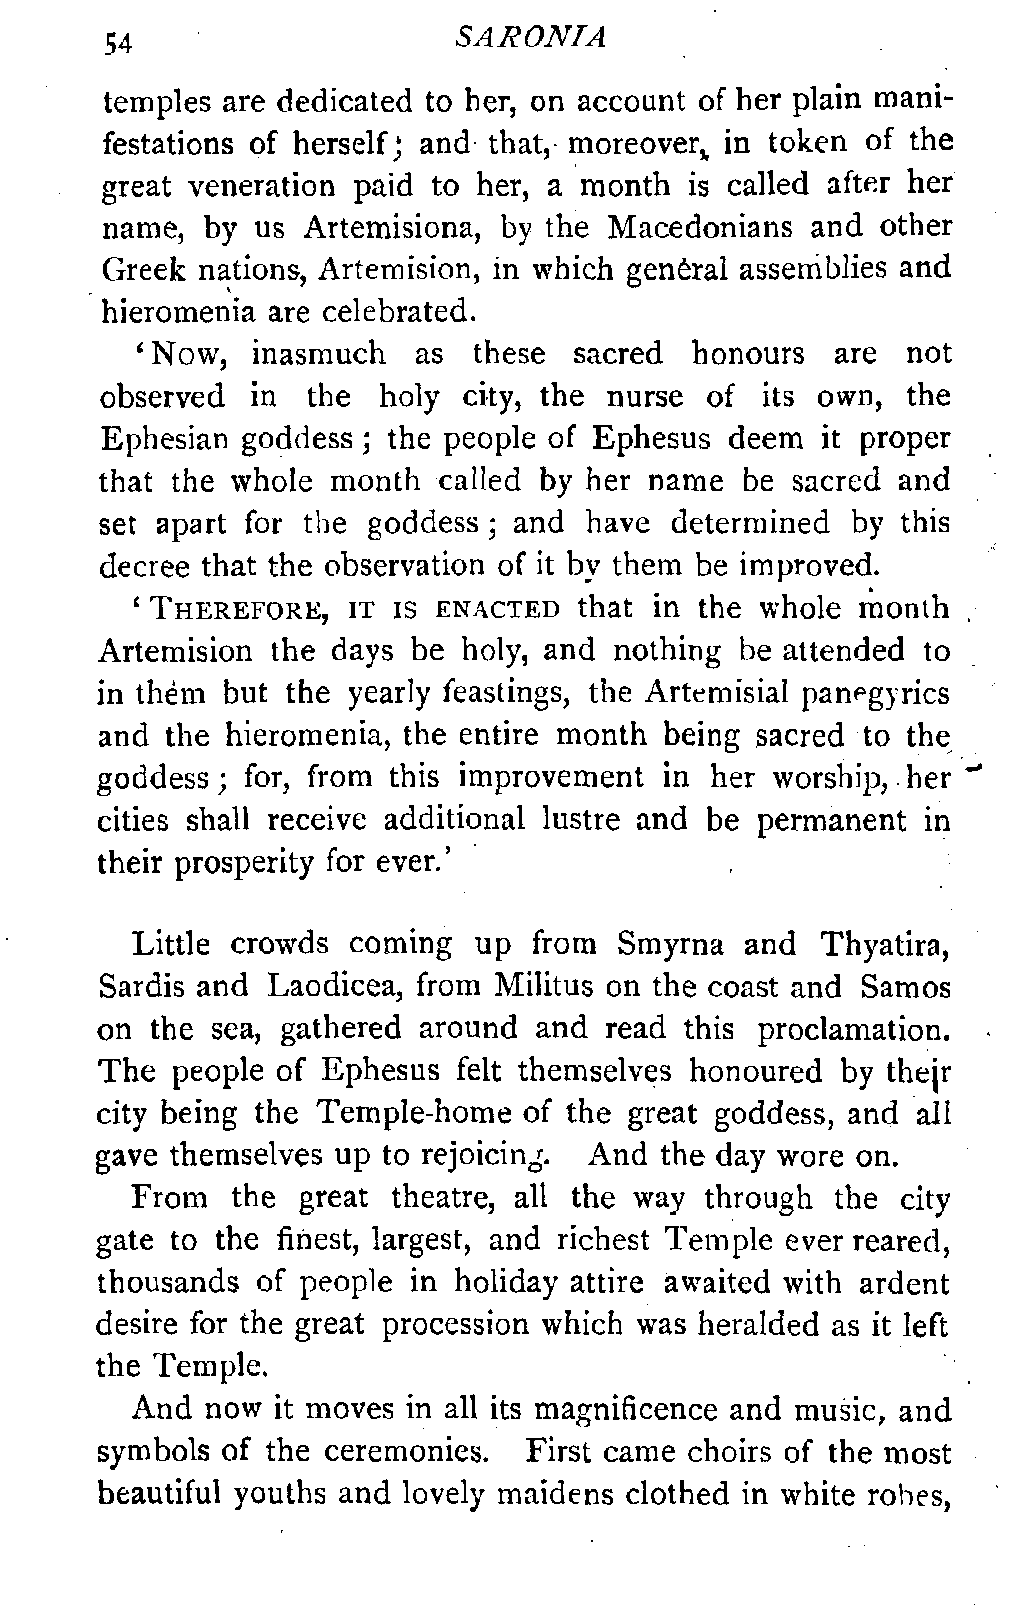 54 SARONIA
temples are dedicated to her, on account of her plain mani-
festations of herself; and that, moreover, in token of the
great veneration paid to her, a month is called after her
name, by us Artemisiona, by the Macedonians and other
Greek nations, Artemision, in which general assemblies and
hieromenia are celebrated.
‘Now, inasmuch as these sacred honours are not
observed in the holy city, the nurse of its own, the
Ephesian goddess; the people of Ephesus deem it proper
that the whole month called by her name be sacred and
set apart for the goddess; and have determined by this
decree that the observation of it by them be improved.
‘THEREFORE, IT IS ENACTED that in the whole month
Artemision the days be holy, and nothing be attended to
in them but the yearly feastings, the Artemisial panegyrics
and the hieromenia, the entire month being sacred to the
goddess; for, from this improvement in her worship, her
cities shall receive additional lustre and be permanent in
their prosperity for ever.’
Little crowds coming up from Smyrna and Thyatira,
Sardis and Laodicea, from Militus on the coast and Samos
on the sea, gathered around and read this proclamation.
The people of Ephesus felt themselves honoured by their
city being the Temple-home of the great goddess, and all
gave themselves up to rejoicing. And the day wore on.
From the great theatre, all the way through the city
gate to the finest, largest, and richest Temple ever reared,
thousands of people in holiday attire awaited with ardent
desire for the great procession which was heralded as it left
the Temple.
And now it moves in all its magnificence and music, and
symbols of the ceremonies. First came choirs of the most
beautiful youths and lovely maidens clothed in white robes,